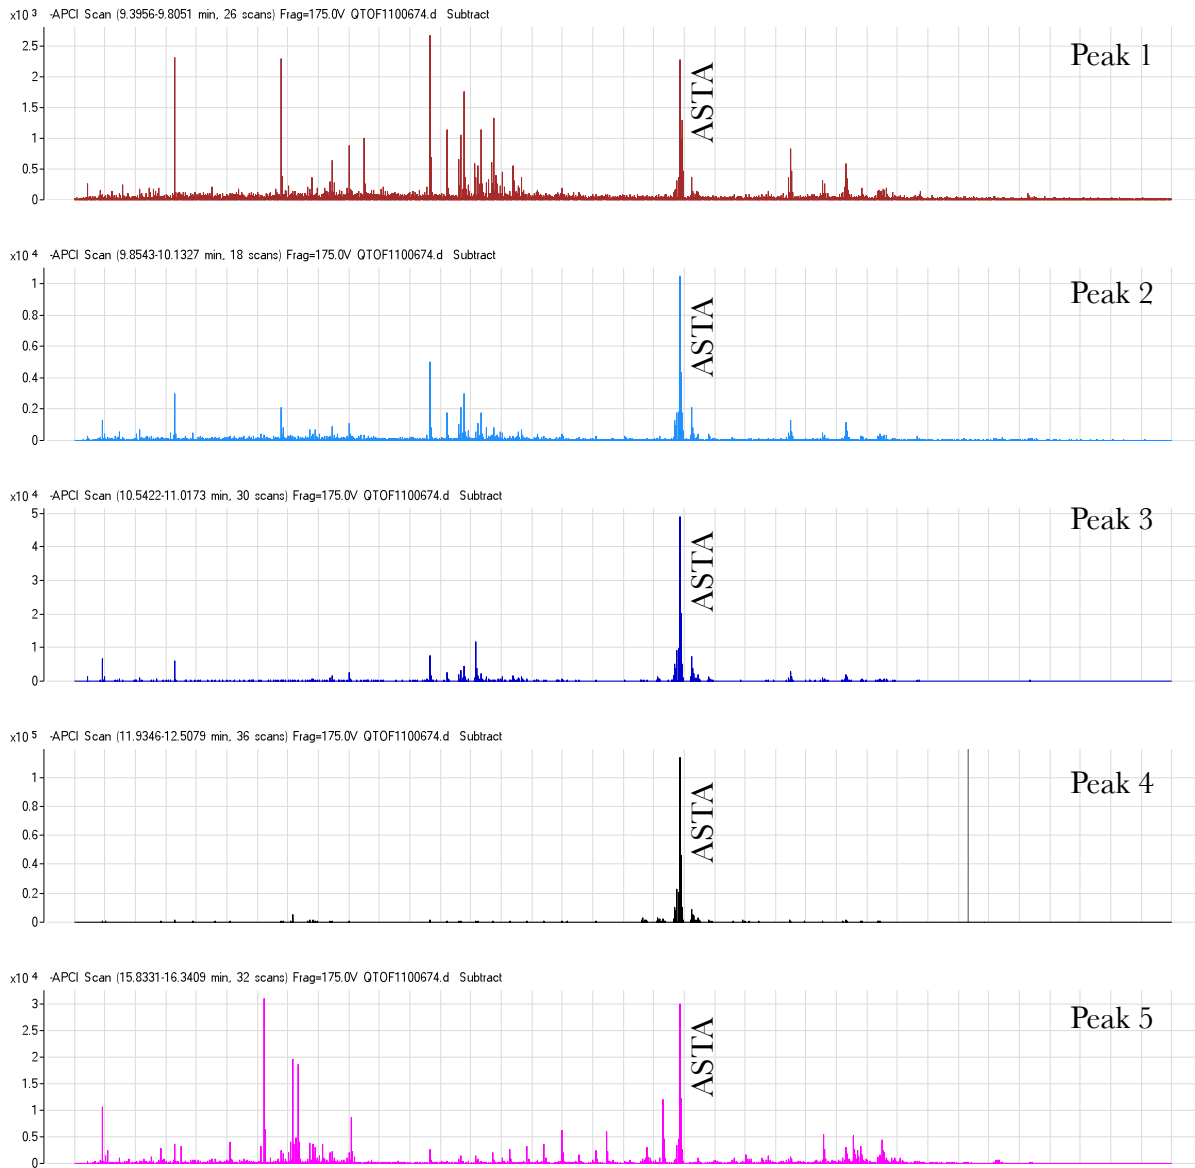 x10 3 -APCI Scan (9.3956-9.8051 min, 26 scans) Frag=175.0V QTOF1100674.d Subtract
Peak 1
2.5
2
1.5
1
0.5
0
ASTA
x10 4 -APCI Scan (9.8543-10.1327 min, 18 scans) Frag=175.0V QTOF1100674.d Subtract
Peak 2
1
0.8
0.6
0.4
0.2
0
ASTA
x10 4 -APCI Scan (10.5422-11.0173 min, 30 scans) Frag=175.0V QTOF1100674.d Subtract
Peak 3
5
4
3
2
1
0
ASTA
x10 5 -APCI Scan (11.9346-12.5079 min, 36 scans) Frag=175.0V QTOF1100674.d Subtract
Peak 4
1
0.8
0.6
0.4
0.2
0
ASTA
x10 4 -APCI Scan (15.8331-16.3409 min, 32 scans) Frag=175.0V QTOF1100674.d Subtract
Peak 5
3
2.5
2
1.5
1
0.5
0
ASTA